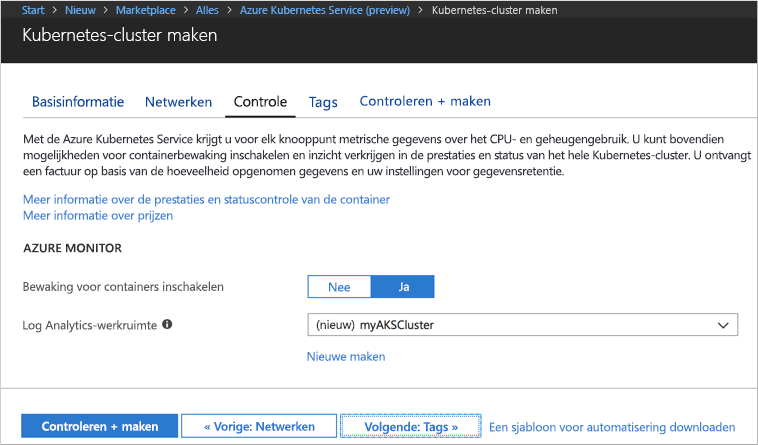 Start > Nieuw > Marketplace > Alles > Azure Kubernetes Service (preview) > Kubernetes-cluster maken
Kubernetes-cluster maken
Basisinformatie Netwerken Controle Tags Controleren + maken
Met de Azure Kubernetes Service krijgt u voor elk knooppunt metrische gegevens over het CPU- en geheugengebruik. U kunt bovendien
mogelijkheden voor containerbewaking inschakelen en inzicht verkrijgen in de prestaties en status van het hele Kubernetes-cluster. U ontvangt
een factuur op basis van de hoeveelheid opgenomen gegevens en uw instellingen voor gegevensretentie.
Meer informatie over de prestaties en statuscontrole van de container
Meer informatie over prijzen
AZURE MONITOR
Bewaking voor containers inschakelen Nee Ja
Log Analytics-werkruimte (nieuw) myAKSCluster
Nieuwe maken
Controleren + maken « Vorige: Netwerken Volgende: Tags » Een sjabloon voor automatisering downloaden